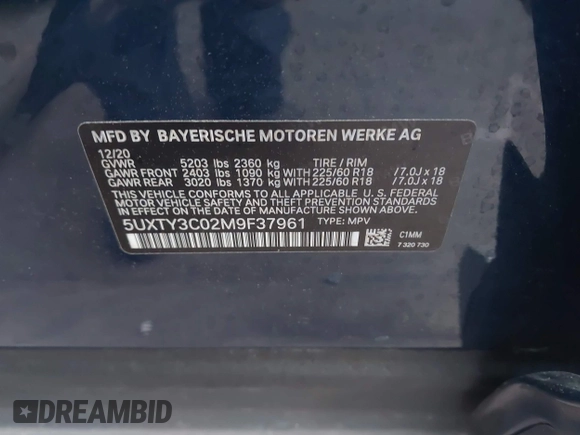 MFD BY BAYERISCHE MOTOREN WERKE AG
12/20
GVWR 5203 lbs 2360 kg TIRE / RIM
GAWR FRONT 2403 lbs 1090 kg WITH 225/60 R18 /7.0J x 18
GAWR REAR 3020 lbs 1370 kg WITH 225/60 R18 /7.0J x 18
THIS VEHICLE CONFORMS TO ALL APPLICABLE U. S. FEDERAL
MOTOR VEHICLE SAFETY AND THEFT PREVENTION STANDARDS
IN EFFECT ON THE DATE OF MANUFACTURE SHOWN ABOVE.
5UXTY3C02M9F37961 TYPE: MPV
C1MM
7 320 730
DREAMBID